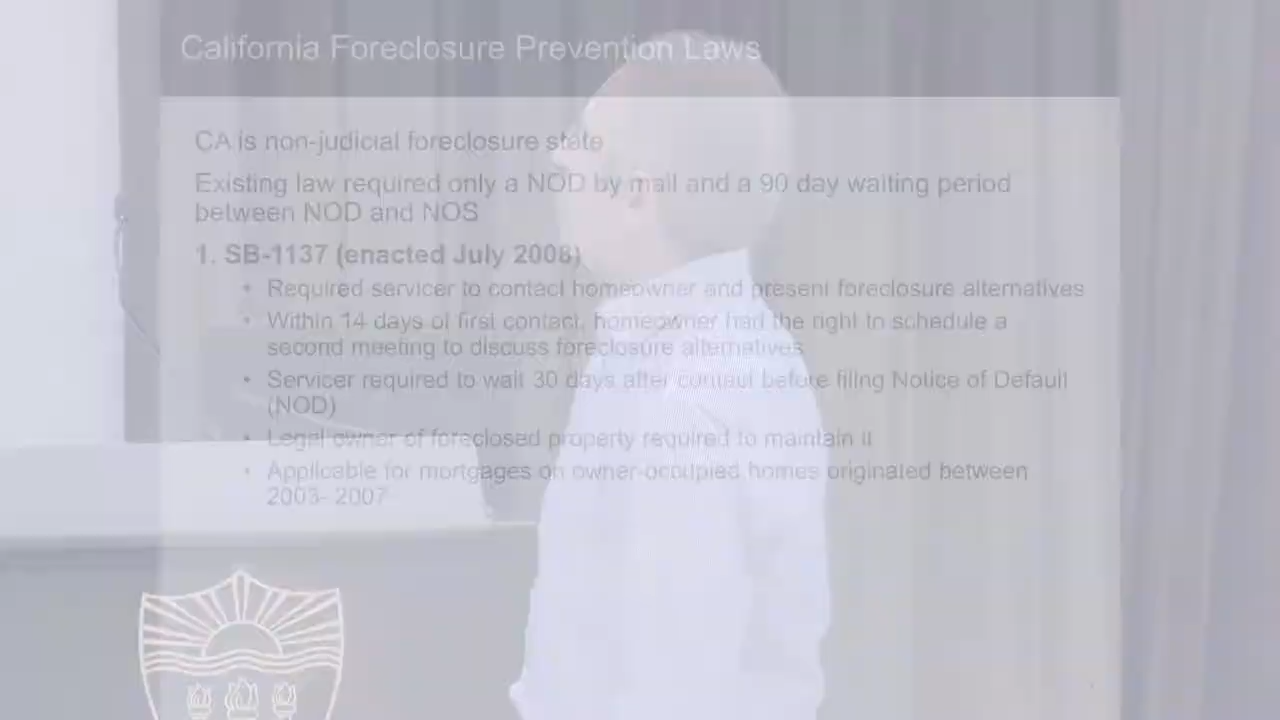 California Foreclosure Prevention Laws
CA is non-judicial foreclosure state
Existing law required only a NOD by mail and a 90 day waiting period
between NOD and NOS
1. SB-1137 (enacted July 2008)
• Required servicer to contact homeowner and present foreclosure alternatives
• Within 14 days of first contact, homeowner had the right to schedule a
second meeting to discuss foreclosure alternatives
• Servicer required to wait 30 days after contact before filing Notice of Default
(NOD)
• Legal owner of foreclosed property required to maintain it
• Applicable for mortgages on owner-occupied homes originated between
2003- 2007